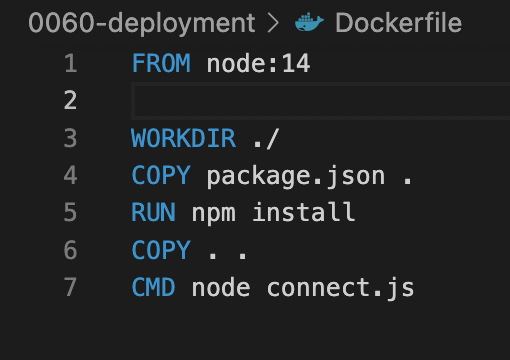 0060-deployment > Dockerfile
1 FROM node:14
2
3 WORKDIR ./
4 COPY package.json .
5 RUN npm install
6 COPY . .
7 CMD node connect.js